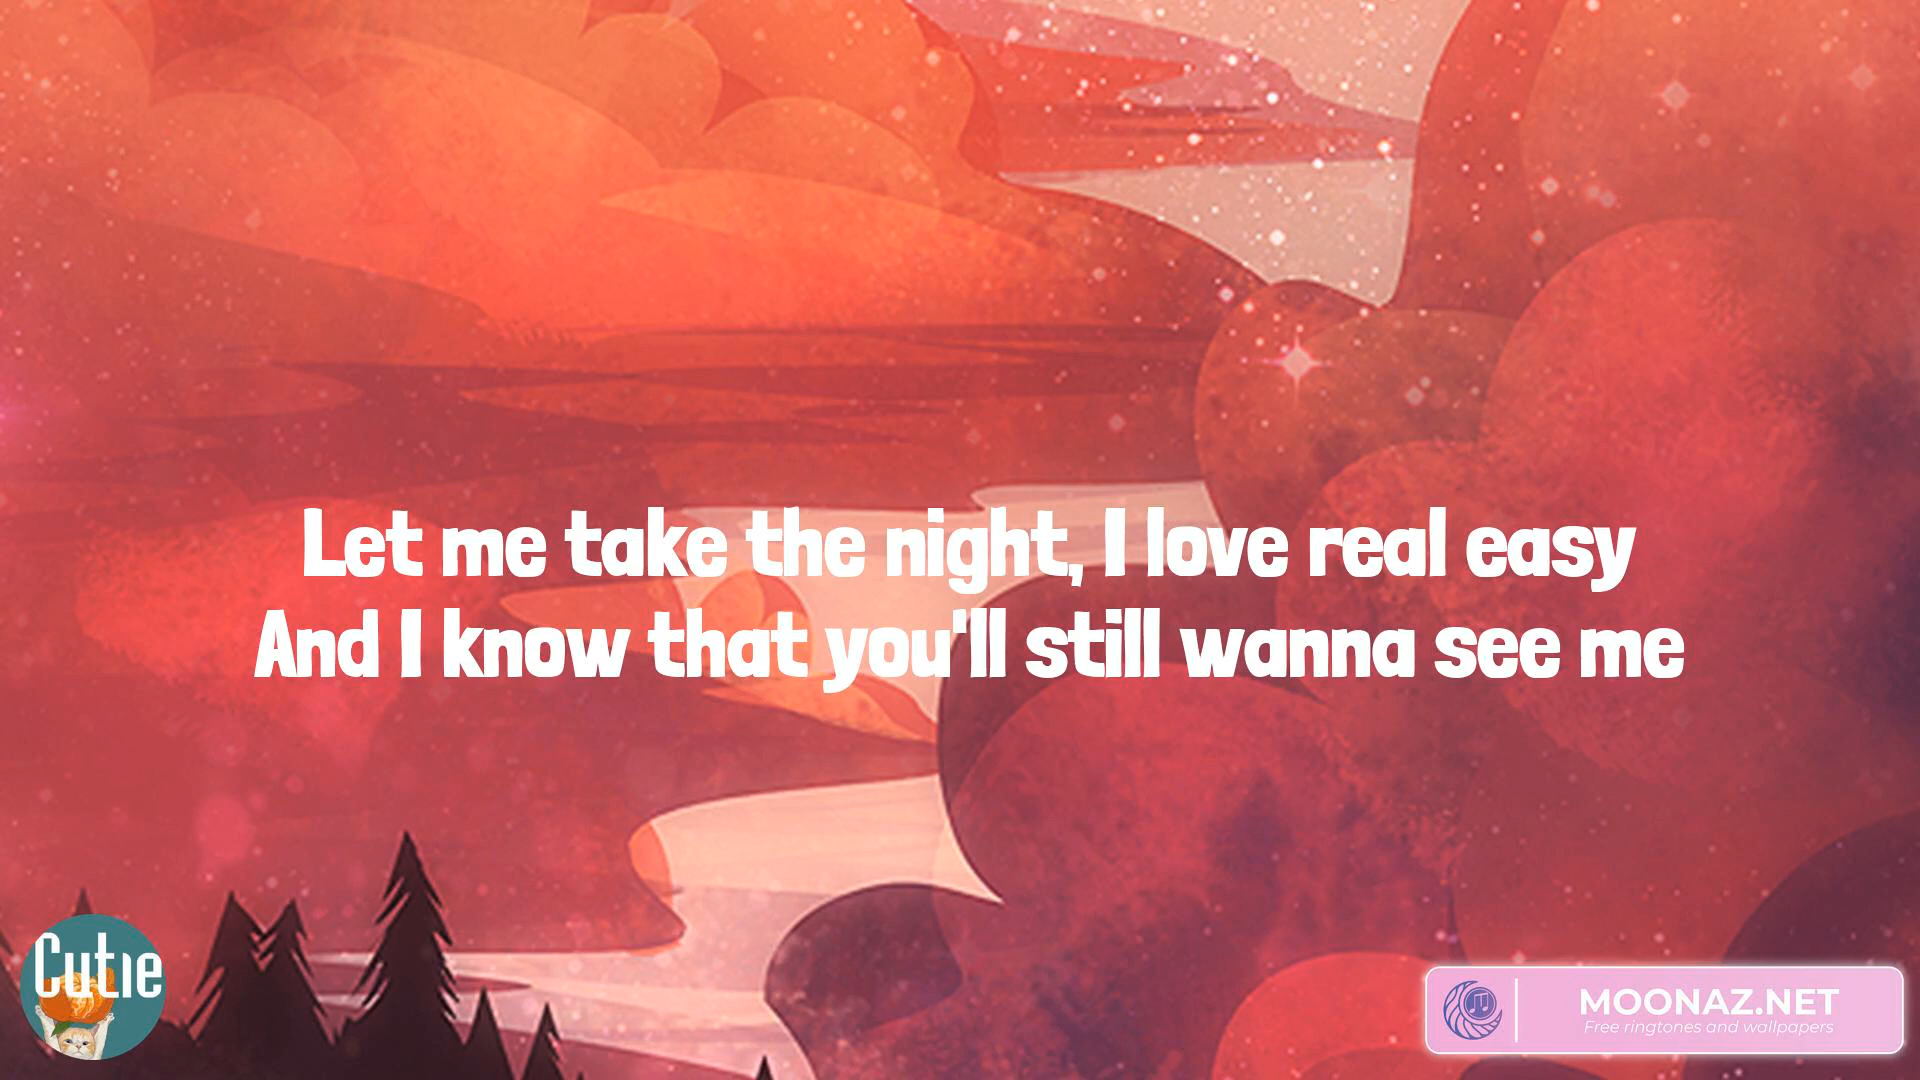 Let me take the night, I love real easy
And I know that you'll still wanna see me
Cutie
MOONAZ.NET
Free ringtones and wallpapers